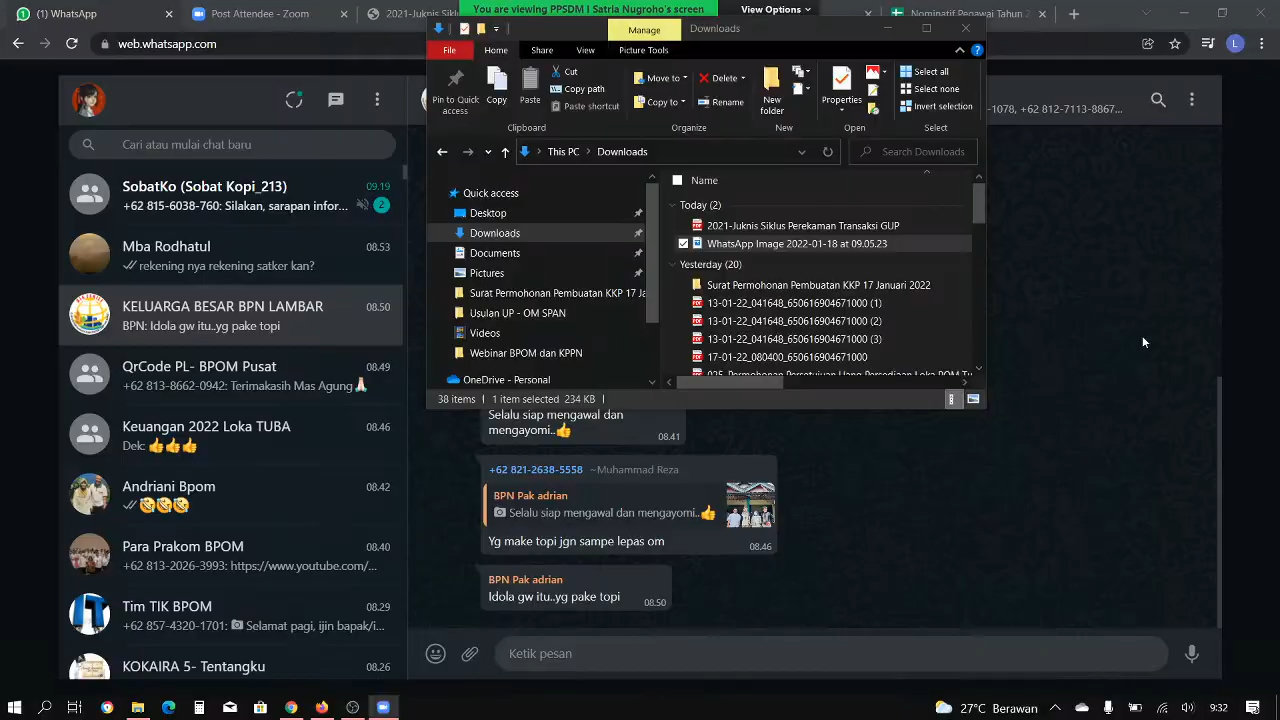 You are viewing PPSDM | Satria Nugroho's screen
View Options
(1) WhatsApp
Post Attende - Zoom
2021-Juknis Siklus P
Nominatif Pegawai Tahun 2
web.whatsapp.com
L
Manage
Downloads
File
Home
Share
View
Picture Tools
Pin to Quick access
Copy
Paste
Cut
Copy path
Paste shortcut
Move to
Copy to
Delete
Rename
New folder
Properties
Select all
Select none
Invert selection
Clipboard
Organize
New
Open
Select
This PC
Downloads
Search Downloads
-1078, +62 812-7113-8867...
Quick access
Desktop
Downloads
Documents
Pictures
Surat Permohonan Pembuatan KKP 17 Ja
Usulan UP - OM SPAN
Videos
Webinar BPOM dan KPPN
OneDrive - Personal
Name
Today (2)
2021-Juknis Siklus Perekaman Transaksi GUP
WhatsApp Image 2022-01-18 at 09.05.23
Yesterday (20)
Surat Permohonan Pembuatan KKP 17 Januari 2022
13-01-22_041648_650616904671000 (1)
13-01-22_041648_650616904671000 (2)
13-01-22_041648_650616904671000 (3)
17-01-22_080400_650616904671000
025_Permohonan Persetujuan Uang Persediaan Loka POM Tu
38 items
1 item selected 234 KB
Cari atau mulai chat baru
SobatKo (Sobat Kopi_213)
09.19
+62 815-6038-760: Silakan, sarapan infor...
2
Mba Rodhatul
08.53
rekening nya rekening satker kan?
KELUARGA BESAR BPN LAMBAR
08.50
BPN: Idola gw itu..yg pake topi
QrCode PL- BPOM Pusat
08.49
+62 813-8662-0942: Terimakasih Mas Agung🙏🏻
Keuangan 2022 Loka TUBA
08.46
Dek: 👍👍👍
Andriani Bpom
08.42
🤣🤣🤣
Para Prakom BPOM
08.40
+62 813-2026-3993: https://www.youtube.com/...
Tim TIK BPOM
08.29
+62 857-4320-1701: Selamat pagi, ijin bapak/i...
KOKAIRA 5- Tentangku
08.26
Selalu siap mengawal dan
mengayomi..👍
08.41
+62 821-2638-5558 ~Muhammad Reza
BPN Pak adrian
Selalu siap mengawal dan mengayomi..👍
Yg make topi jgn sampe lepas om
08.46
BPN Pak adrian
Idola gw itu..yg pake topi
08.50
Ketik pesan
27°C Berawan
9:32